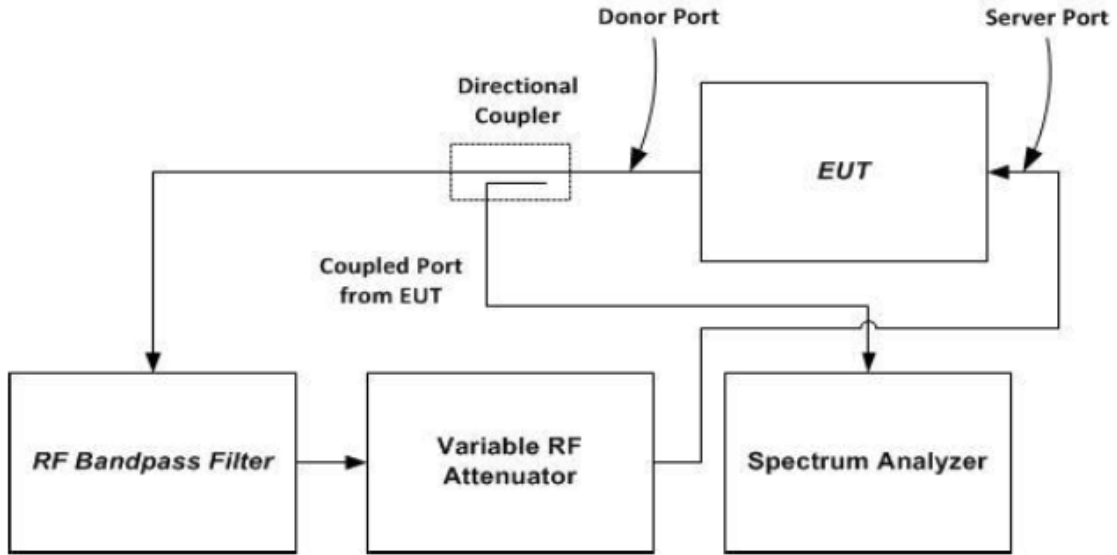 Donor Port
Server Port
Directional
Coupler
EUT
Coupled Port
from EUT
RF Bandpass Filter
Variable RF
Attenuator
Spectrum Analyzer